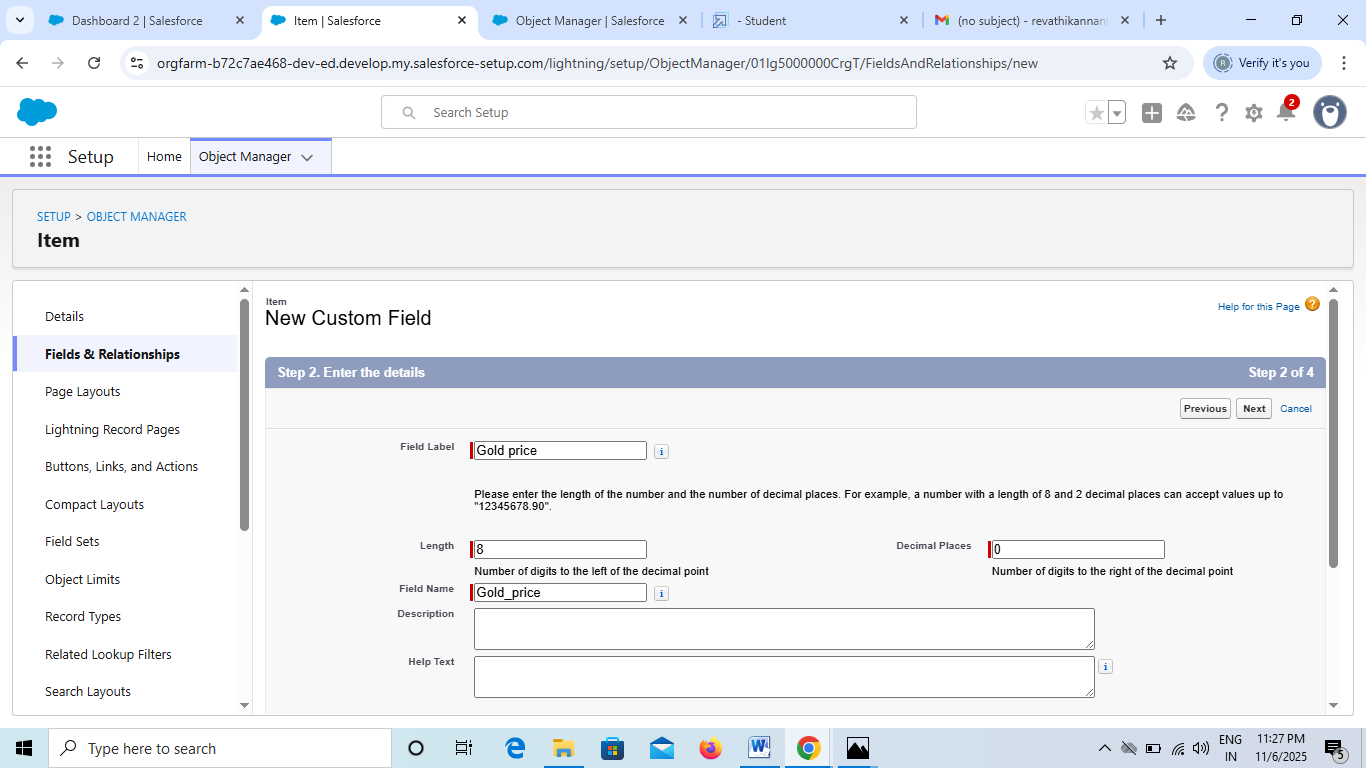 Dashboard 2 | Salesforce
Item | Salesforce
Object Manager | Salesforce
- Student
(no subject) - revathikannan
orgfarm-b72c7ae468-dev-ed.develop.my.salesforce-setup.com/lightning/setup/ObjectManager/01Ig5000000CrgT/FieldsAndRelationships/new
R
Verify it's you
Search Setup
2
Setup
Home
Object Manager
SETUP > OBJECT MANAGER
Item
Details
Fields & Relationships
Page Layouts
Lightning Record Pages
Buttons, Links, and Actions
Compact Layouts
Field Sets
Object Limits
Record Types
Related Lookup Filters
Search Layouts
Item
New Custom Field
Help for this Page ?
Step 2. Enter the details
Step 2 of 4
Previous Next Cancel
Field Label Gold price i
Please enter the length of the number and the number of decimal places. For example, a number with a length of 8 and 2 decimal places can accept values up to
"12345678.90".
Length 8 Decimal Places 0
Number of digits to the left of the decimal point Number of digits to the right of the decimal point
Field Name Gold_price i
Description
Help Text i
Type here to search
ENG
IN
11:27 PM
11/6/2025
5